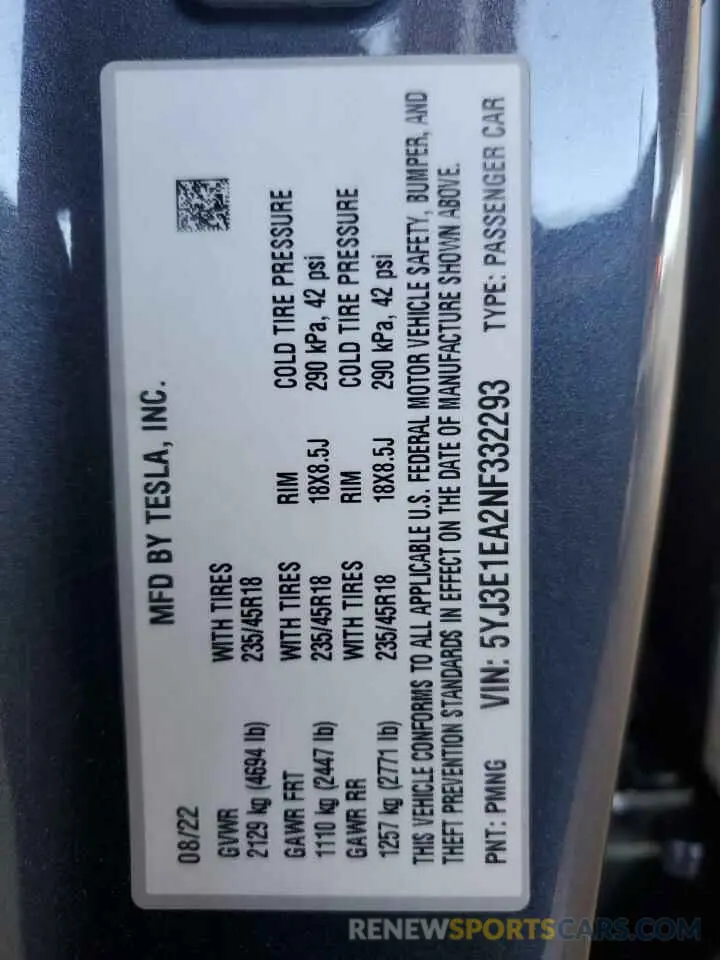 MFD BY TESLA, INC.
08/22
GVWR WITH TIRES
2129 kg (4694 lb) 235/45R18
GAWR FRT WITH TIRES RIM COLD TIRE PRESSURE
1110 kg (2447 lb) 235/45R18 18X8.5J 290 kPa, 42 psi
GAWR RR WITH TIRES RIM COLD TIRE PRESSURE
1257 kg (2771 lb) 235/45R18 18X8.5J 290 kPa, 42 psi
THIS VEHICLE CONFORMS TO ALL APPLICABLE U.S. FEDERAL MOTOR VEHICLE SAFETY, BUMPER, AND
THEFT PREVENTION STANDARDS IN EFFECT ON THE DATE OF MANUFACTURE SHOWN ABOVE.
PNT: PMNG VIN: 5YJ3E1EA2NF332293 TYPE: PASSENGER CAR
RENEWSPORTSCARS.COM